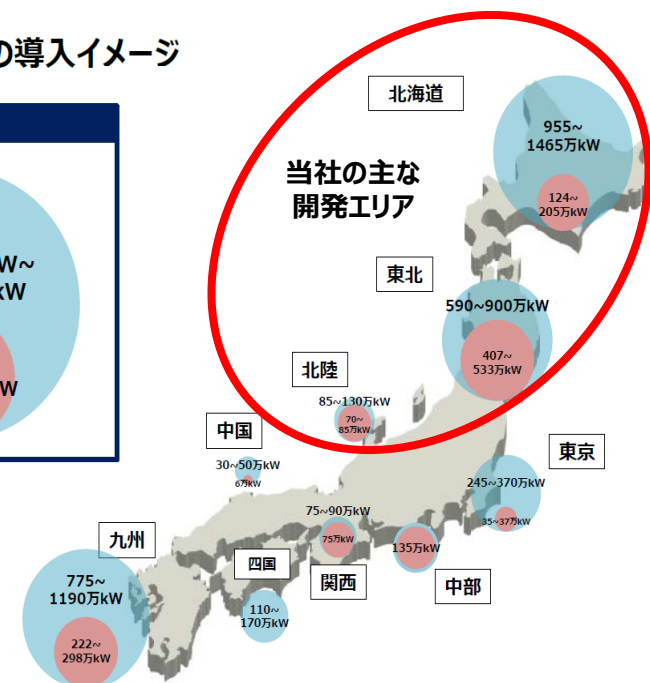 の導入イメージ
W~
kW
W
北海道
955~
1465万kW
124~
205万kW
当社の主な
開発エリア
東北
590~900万kW
407~
533万kW
北陸
85~130万kW
70~
85万kW
中国
30~50万kW
6万kW
東京
245~370万kW
35~37万kW
75~90万kW
75万kW
関西
135万kW
中部
九州
775~
1190万kW
222~
298万kW
四国
110~
170万kW